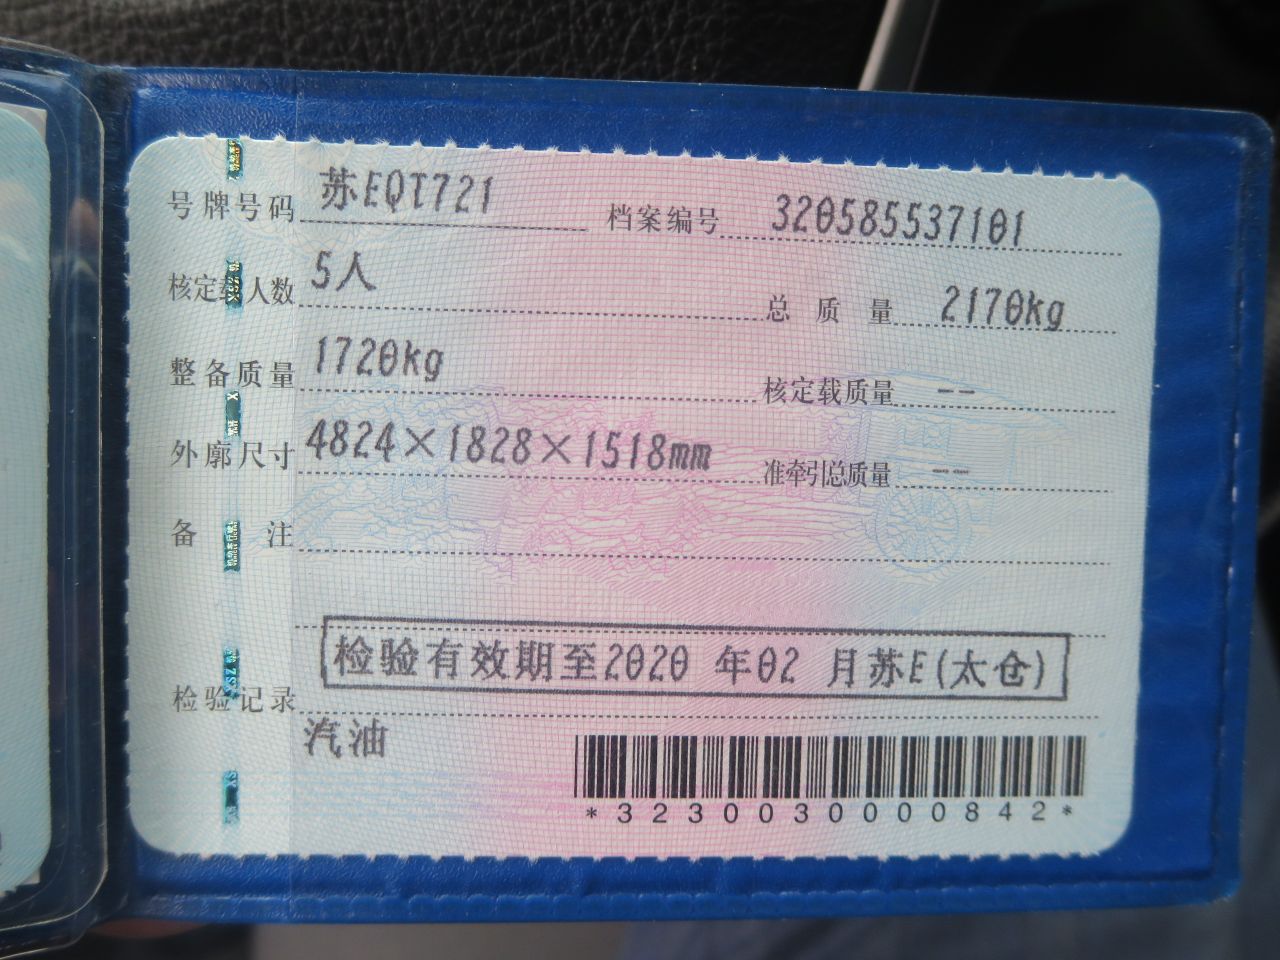 号牌号码 苏EQT721 档案编号 320585537101
核定载人数 5人 总质量 2170kg
整备质量 1720kg 核定载质量 --
外廓尺寸 4824×1828×1518mm 准牵引总质量 --
备注
检验记录 检验有效期至2020 年02 月苏E(太仓)
汽油
*3230030000842*